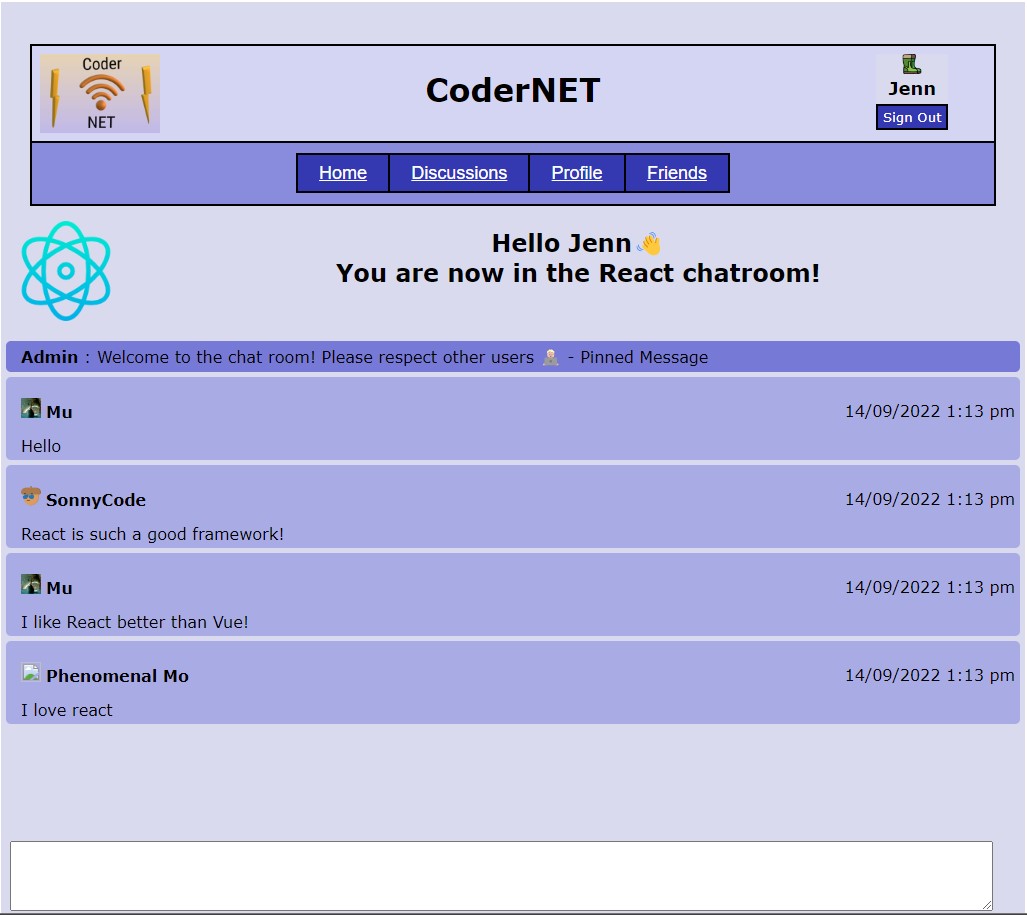 Coder
NET
CoderNET
Jenn
Sign Out
Home Discussions Profile Friends
Hello Jenn👋
You are now in the React chatroom!
Admin : Welcome to the chat room! Please respect other users 🧑‍💻 - Pinned Message
Mu 14/09/2022 1:13 pm
Hello
SonnyCode 14/09/2022 1:13 pm
React is such a good framework!
Mu 14/09/2022 1:13 pm
I like React better than Vue!
Phenomenal Mo 14/09/2022 1:13 pm
I love react